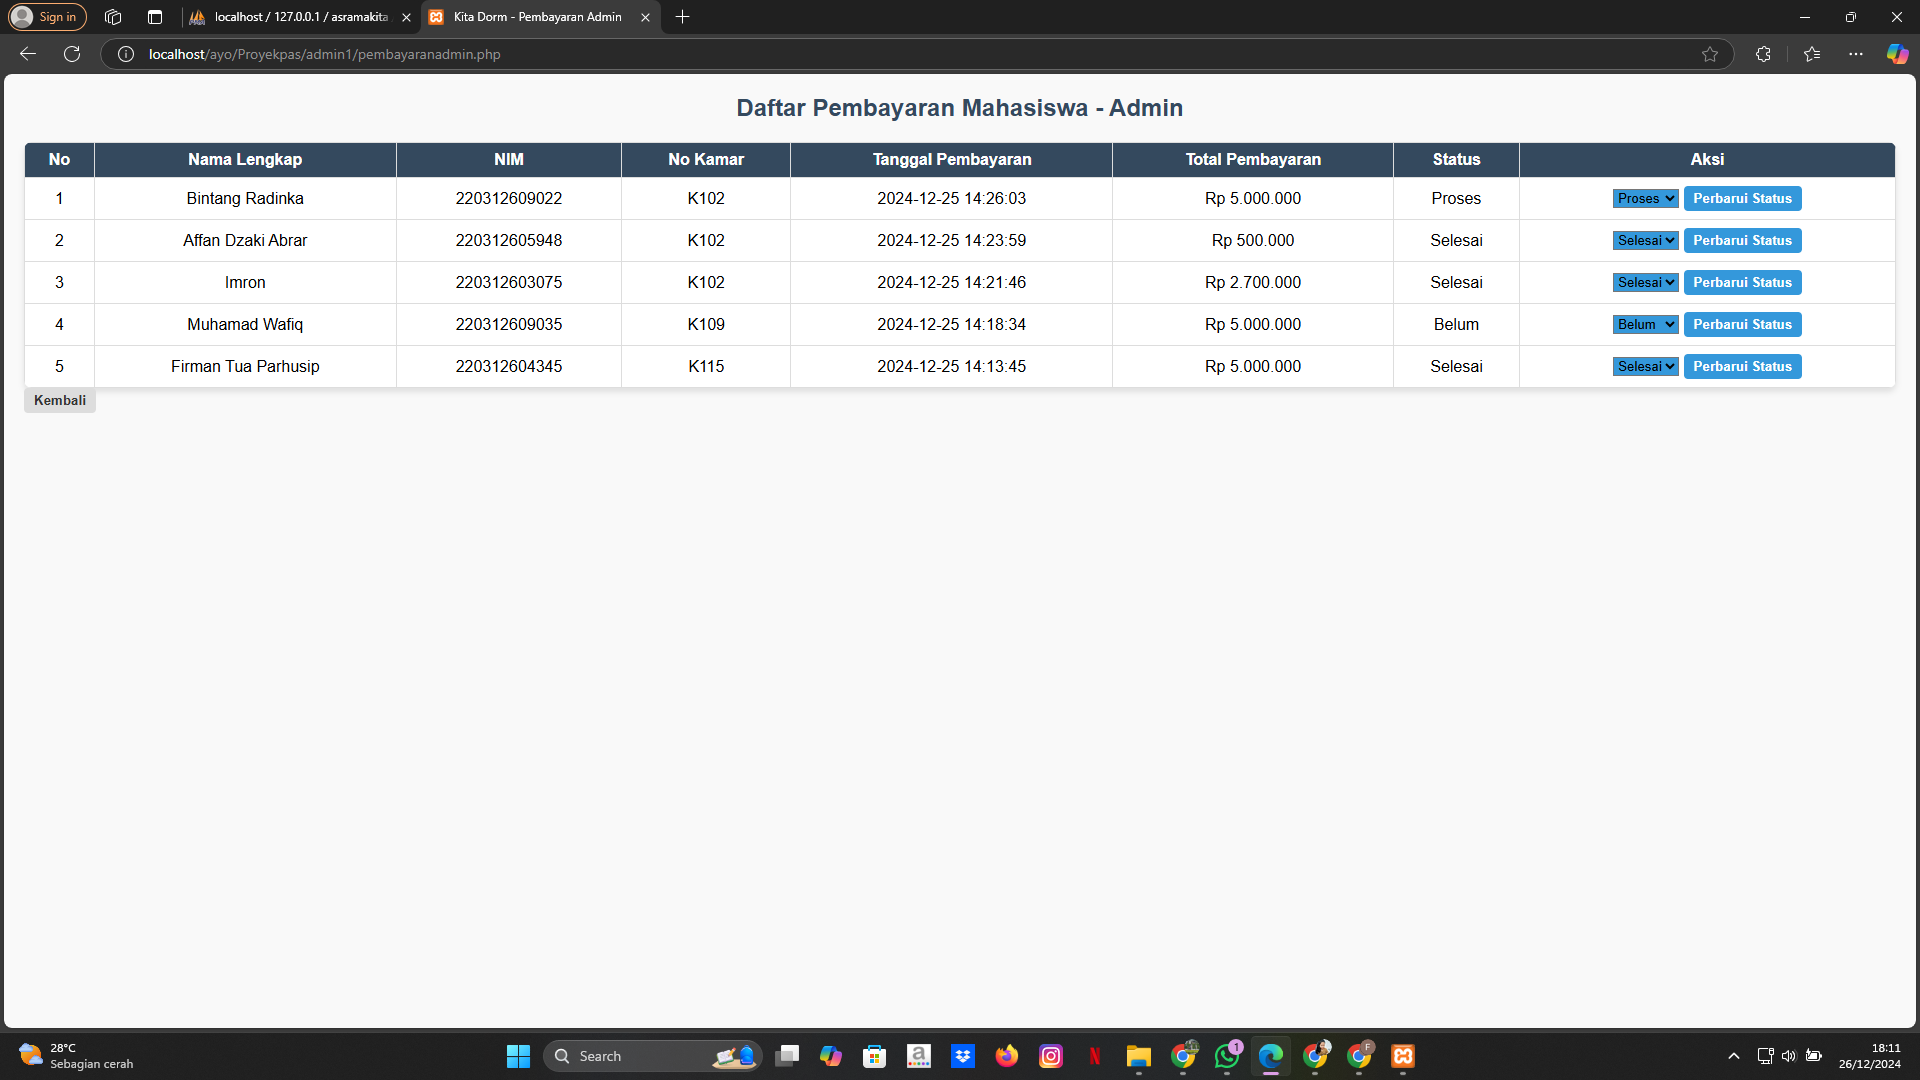 Sign in
localhost / 127.0.0.1 / asramakita
Kita Dorm - Pembayaran Admin
localhost/ayo/Proyekpas/admin1/pembayaranadmin.php
Daftar Pembayaran Mahasiswa - Admin
No Nama Lengkap NIM No Kamar Tanggal Pembayaran Total Pembayaran Status Aksi
1 Bintang Radinka 220312609022 K102 2024-12-25 14:26:03 Rp 5.000.000 Proses Proses Perbarui Status
2 Affan Dzaki Abrar 220312605948 K102 2024-12-25 14:23:59 Rp 500.000 Selesai Selesai Perbarui Status
3 Imron 220312603075 K102 2024-12-25 14:21:46 Rp 2.700.000 Selesai Selesai Perbarui Status
4 Muhamad Wafiq 220312609035 K109 2024-12-25 14:18:34 Rp 5.000.000 Belum Belum Perbarui Status
5 Firman Tua Parhusip 220312604345 K115 2024-12-25 14:13:45 Rp 5.000.000 Selesai Selesai Perbarui Status
Kembali
28°C
Sebagian cerah
Search
1
F
18:11
26/12/2024